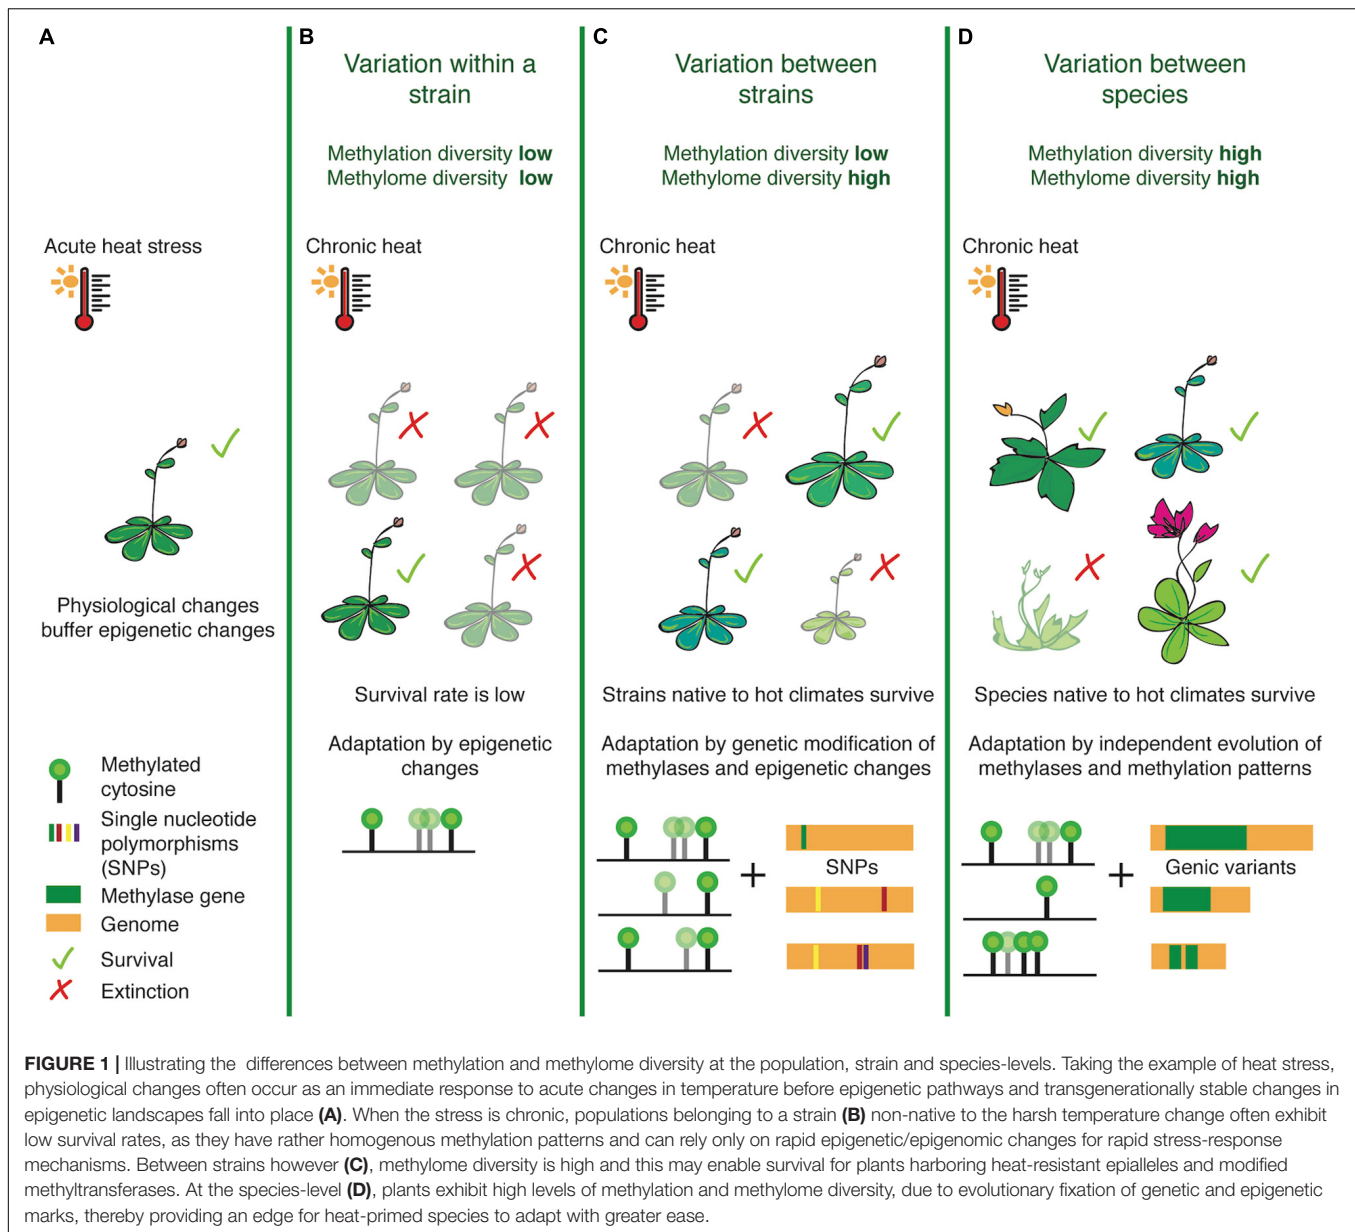 A
B
Variation within a
strain
Methylation diversity low
Methylome diversity low
C
Variation between
strains
Methylation diversity low
Methylome diversity high
D
Variation between
species
Methylation diversity high
Methylome diversity high
Acute heat stress
Chronic heat
Chronic heat
Chronic heat
Physiological changes
buffer epigenetic changes
Survival rate is low
Adaptation by epigenetic
changes
Strains native to hot climates survive
Adaptation by genetic modification of
methylases and epigenetic changes
+
SNPs
Species native to hot climates survive
Adaptation by independent evolution of
methylases and methylation patterns
+
Genic variants
Methylated
cytosine
Single nucleotide
polymorphisms
(SNPs)
Methylase gene
Genome
Survival
Extinction
FIGURE 1 | Illustrating the differences between methylation and methylome diversity at the population, strain and species-levels. Taking the example of heat stress,
physiological changes often occur as an immediate response to acute changes in temperature before epigenetic pathways and transgenerationally stable changes in
epigenetic landscapes fall into place (A). When the stress is chronic, populations belonging to a strain (B) non-native to the harsh temperature change often exhibit
low survival rates, as they have rather homogenous methylation patterns and can rely only on rapid epigenetic/epigenomic changes for rapid stress-response
mechanisms. Between strains however (C), methylome diversity is high and this may enable survival for plants harboring heat-resistant epialleles and modified
methyltransferases. At the species-level (D), plants exhibit high levels of methylation and methylome diversity, due to evolutionary fixation of genetic and epigenetic
marks, thereby providing an edge for heat-primed species to adapt with greater ease.